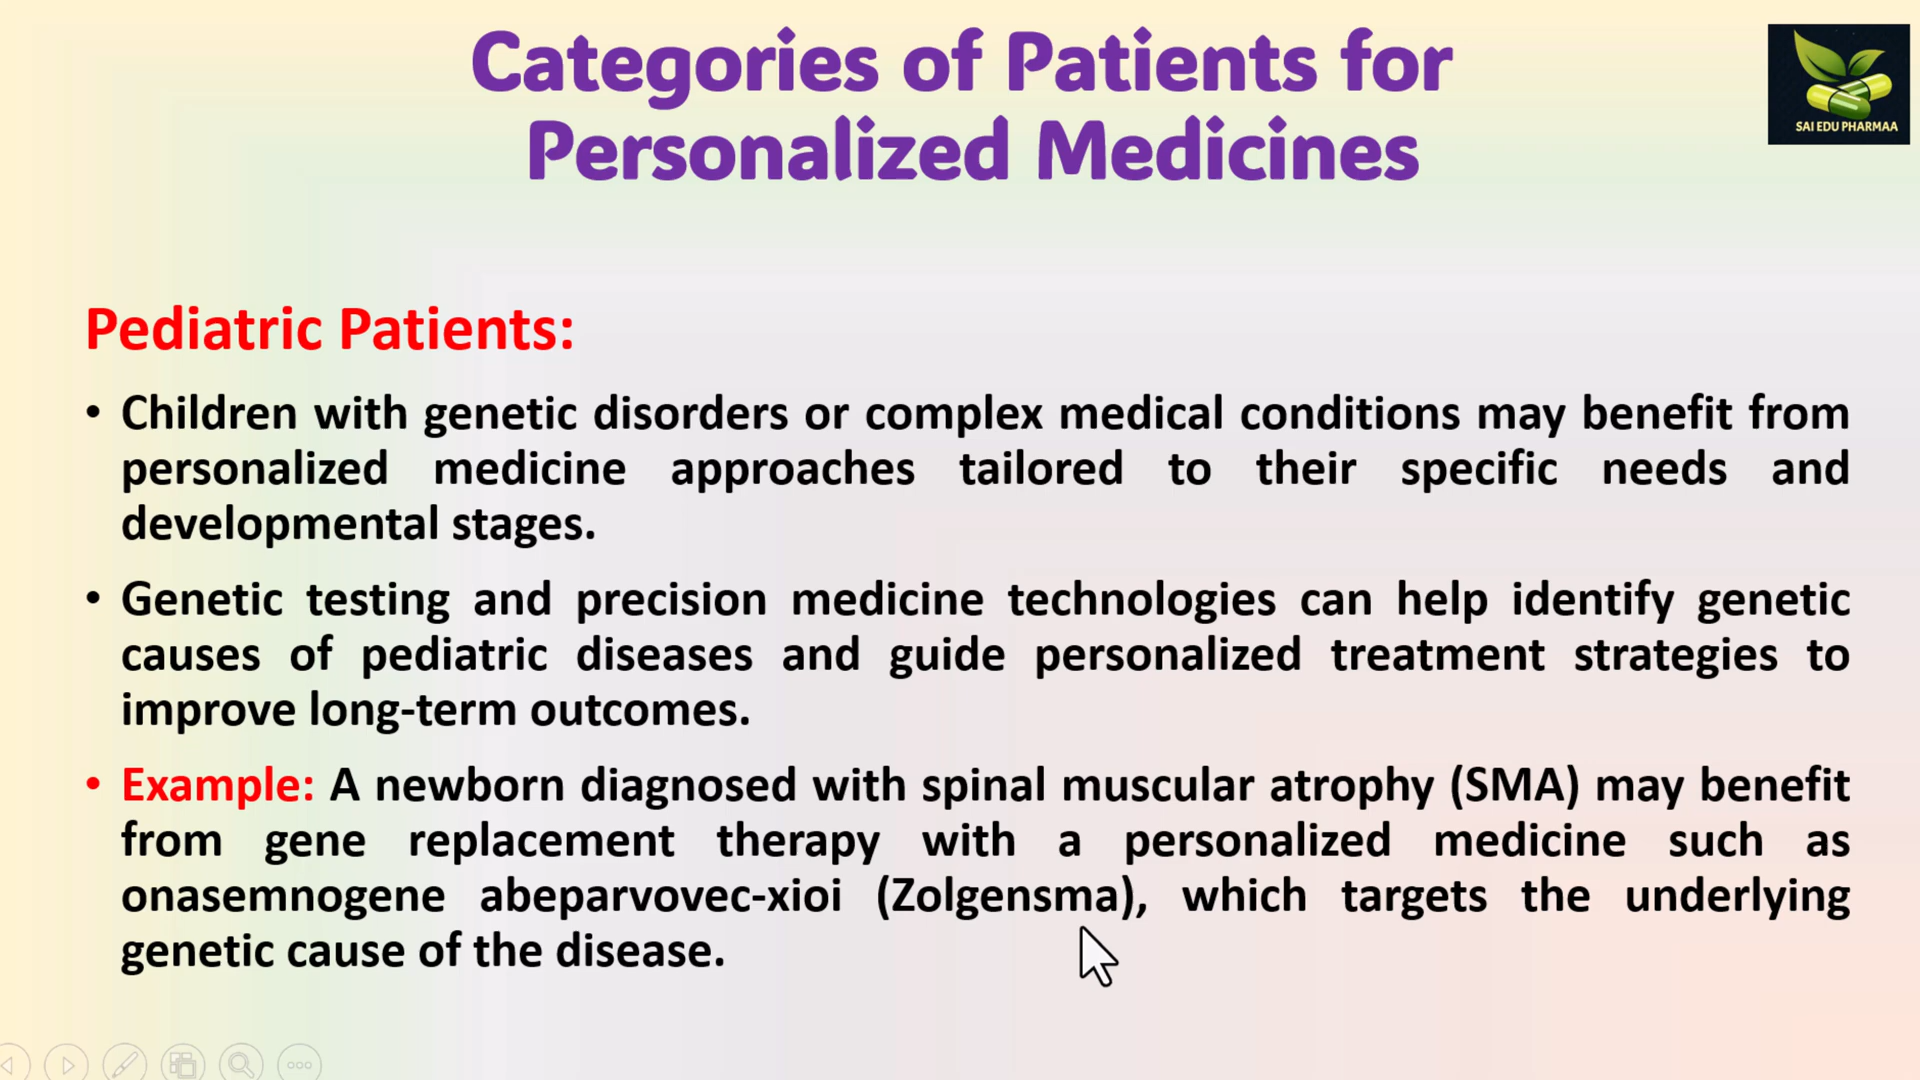 Categories of Patients for
Personalized Medicines
SAI EDU PHARMAA
Pediatric Patients:
• Children with genetic disorders or complex medical conditions may benefit from
personalized medicine approaches tailored to their specific needs and
developmental stages.
• Genetic testing and precision medicine technologies can help identify genetic
causes of pediatric diseases and guide personalized treatment strategies to
improve long-term outcomes.
• Example: A newborn diagnosed with spinal muscular atrophy (SMA) may benefit
from gene replacement therapy with a personalized medicine such as
onasemnogene abeparvovec-xioi (Zolgensma), which targets the underlying
genetic cause of the disease.